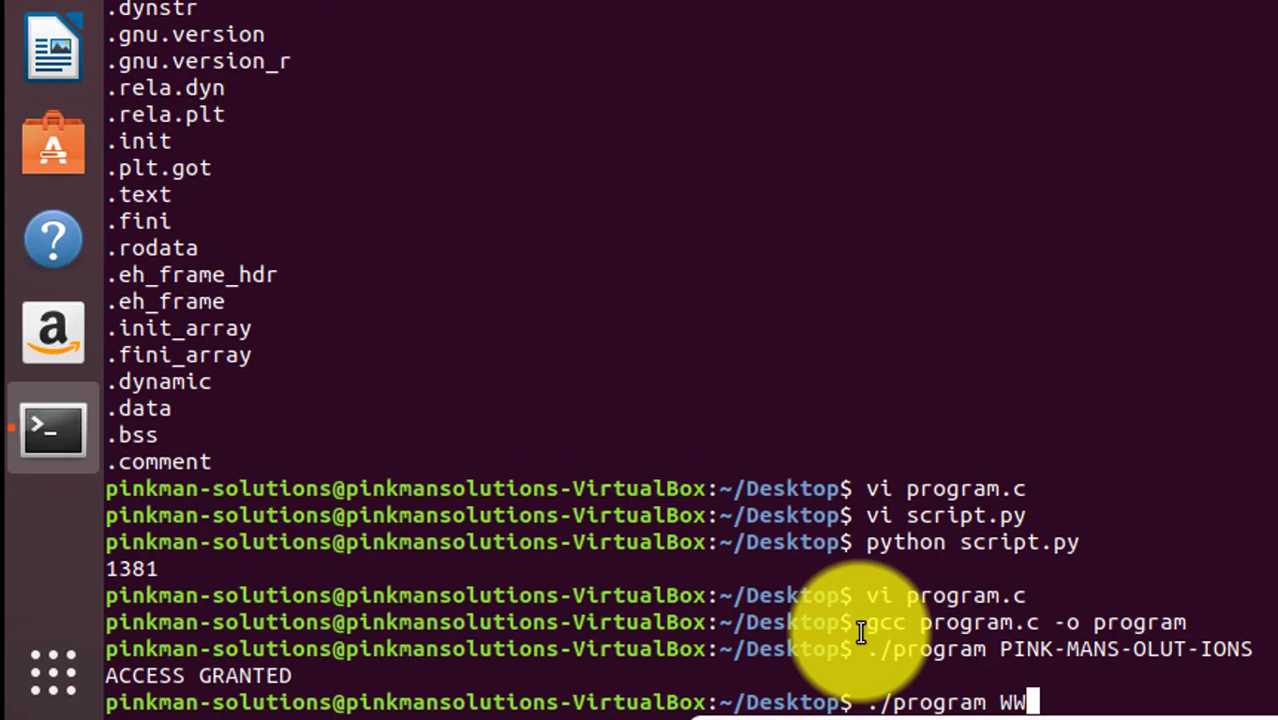 .dynstr
.gnu.version
.gnu.version_r
.rela.dyn
.rela.plt
.init
.plt.got
.text
.fini
.rodata
.eh_frame_hdr
.eh_frame
.init_array
.fini_array
.dynamic
.data
.bss
.comment
pinkman-solutions@pinkmansolutions-VirtualBox:~/Desktop$ vi program.c
pinkman-solutions@pinkmansolutions-VirtualBox:~/Desktop$ vi script.py
pinkman-solutions@pinkmansolutions-VirtualBox:~/Desktop$ python script.py
1381
pinkman-solutions@pinkmansolutions-VirtualBox:~/Desktop$ vi program.c
pinkman-solutions@pinkmansolutions-VirtualBox:~/Desktop$ gcc program.c -o program
pinkman-solutions@pinkmansolutions-VirtualBox:~/Desktop$ ./program PINK-MANS-OLUT-IONS
ACCESS GRANTED
pinkman-solutions@pinkmansolutions-VirtualBox:~/Desktop$ ./program WW